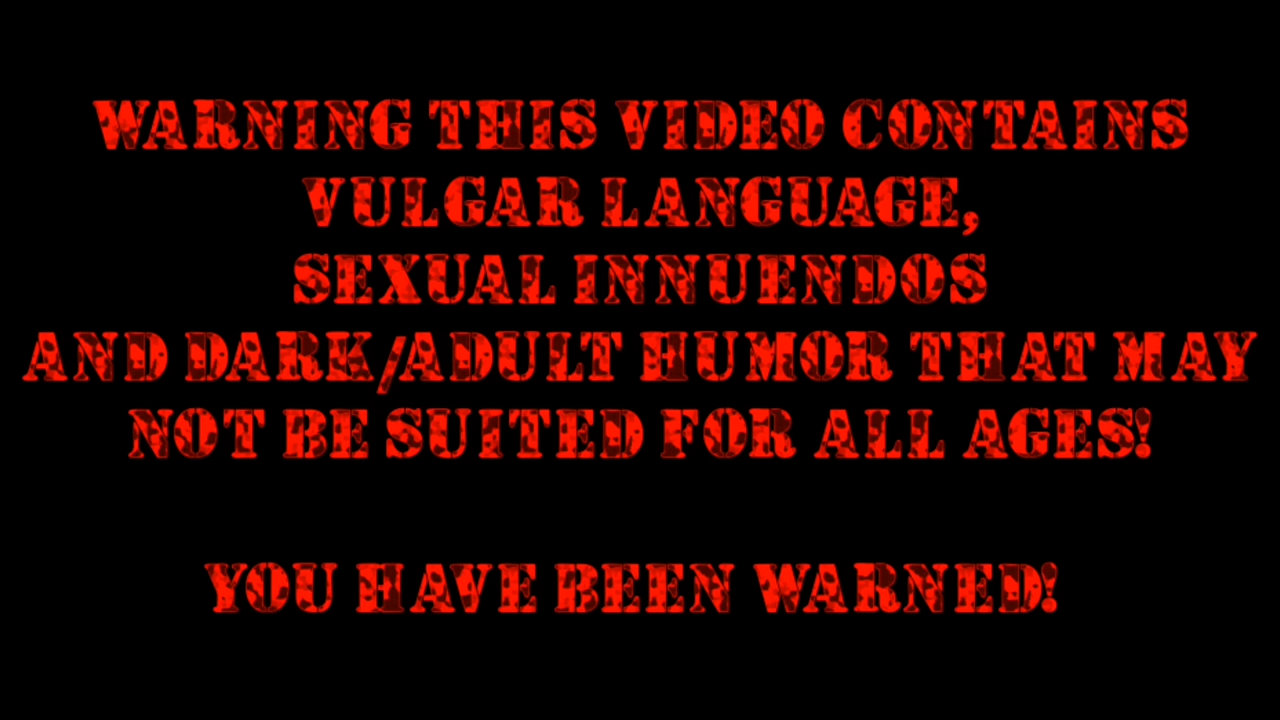 WARNING THIS VIDEO CONTAINS
VULGAR LANGUAGE,
SEXUAL INNUENDOS
AND DARK/ADULT HUMOR THAT MAY
NOT BE SUITED FOR ALL AGES!
YOU HAVE BEEN WARNED!